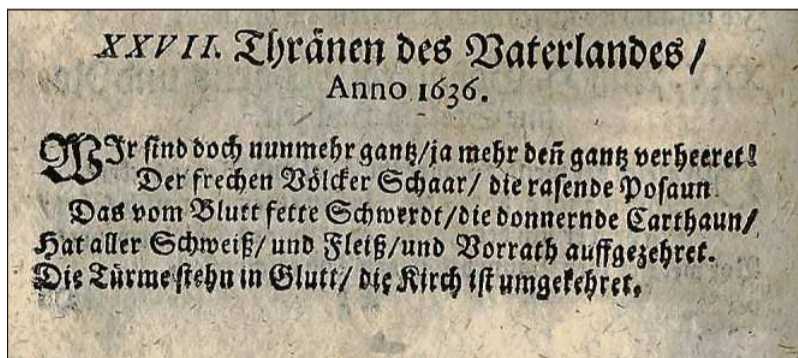 XXVII. Thränen des Vaterlandes/
Anno 1636.
WIr sind doch nunmehr gantz/ja mehr deñ gantz verheeret!
Der frechen Völcker Schaar/ die rasende Posaun
Das vom Blutt fette Schwerdt/die donnernde Carthaun/
Hat aller Schweiß/ und Fleiß/und Vorrath auffgezehret.
Die Türme stehn in Glutt/ die Kirch ist umgekehret,